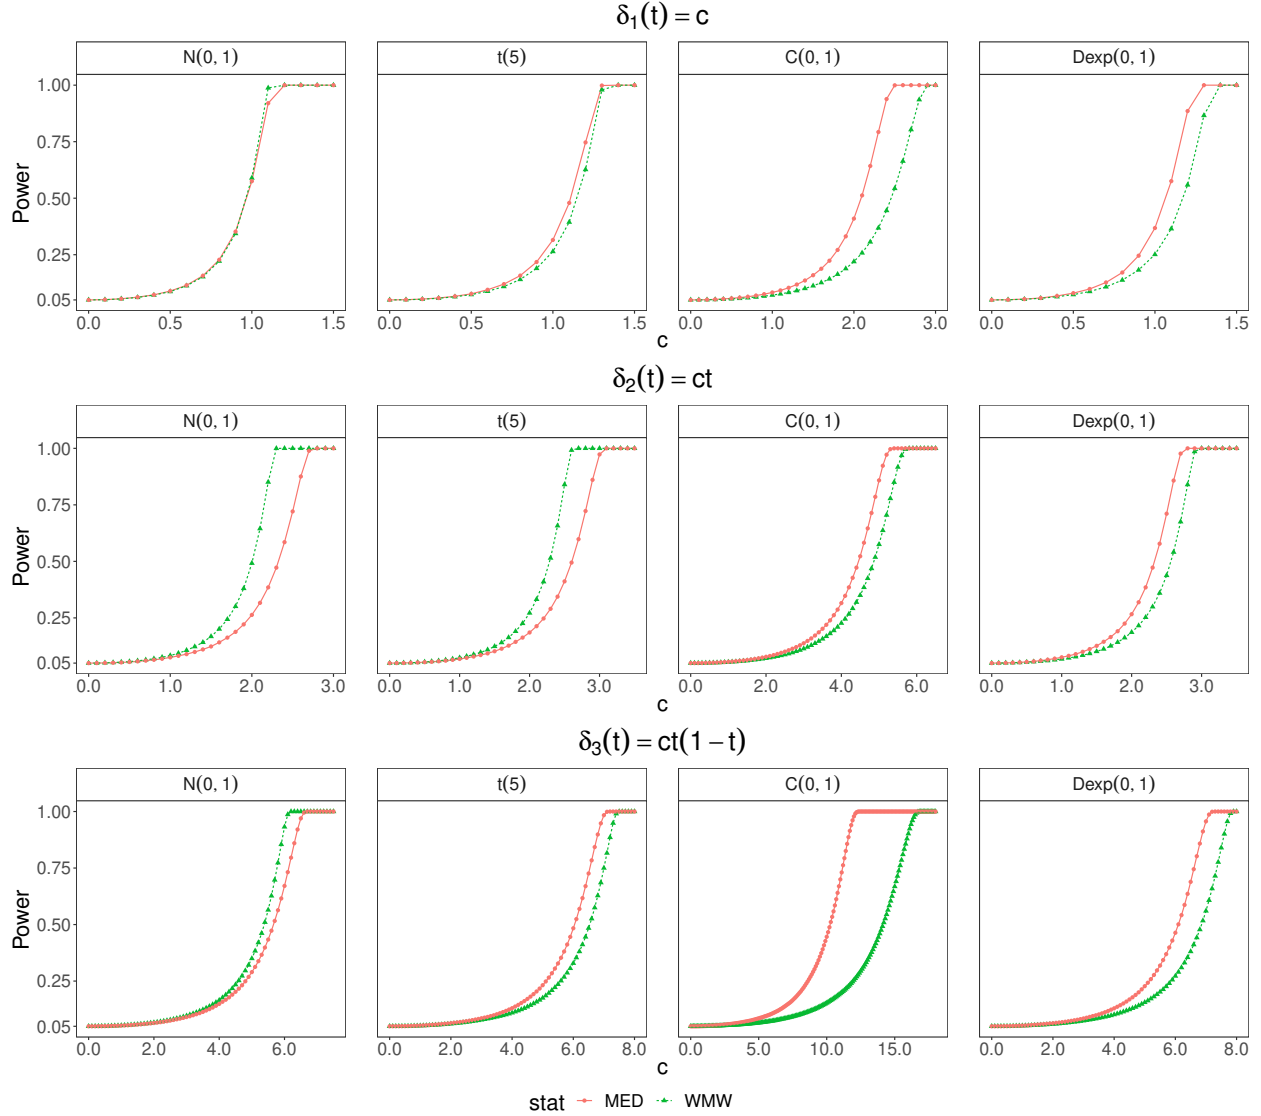 δ₁(t) = c
N(0, 1) t(5) C(0, 1) Dexp(0, 1)
Power
1.00
0.75
0.50
0.25
0.05
0.0 0.5 1.0 1.5 0.0 0.5 1.0 1.5 0.0 1.0 2.0 3.0 0.0 0.5 1.0 1.5
c
δ₂(t) = ct
N(0, 1) t(5) C(0, 1) Dexp(0, 1)
Power
1.00
0.75
0.50
0.25
0.05
0.0 1.0 2.0 3.0 0.0 1.0 2.0 3.0 0.0 2.0 4.0 6.0 0.0 1.0 2.0 3.0
c
δ₃(t) = ct(1 − t)
N(0, 1) t(5) C(0, 1) Dexp(0, 1)
Power
1.00
0.75
0.50
0.25
0.05
0.0 2.0 4.0 6.0 0.0 2.0 4.0 6.0 8.0 0.0 5.0 10.0 15.0 0.0 2.0 4.0 6.0 8.0
c
stat MED WMW